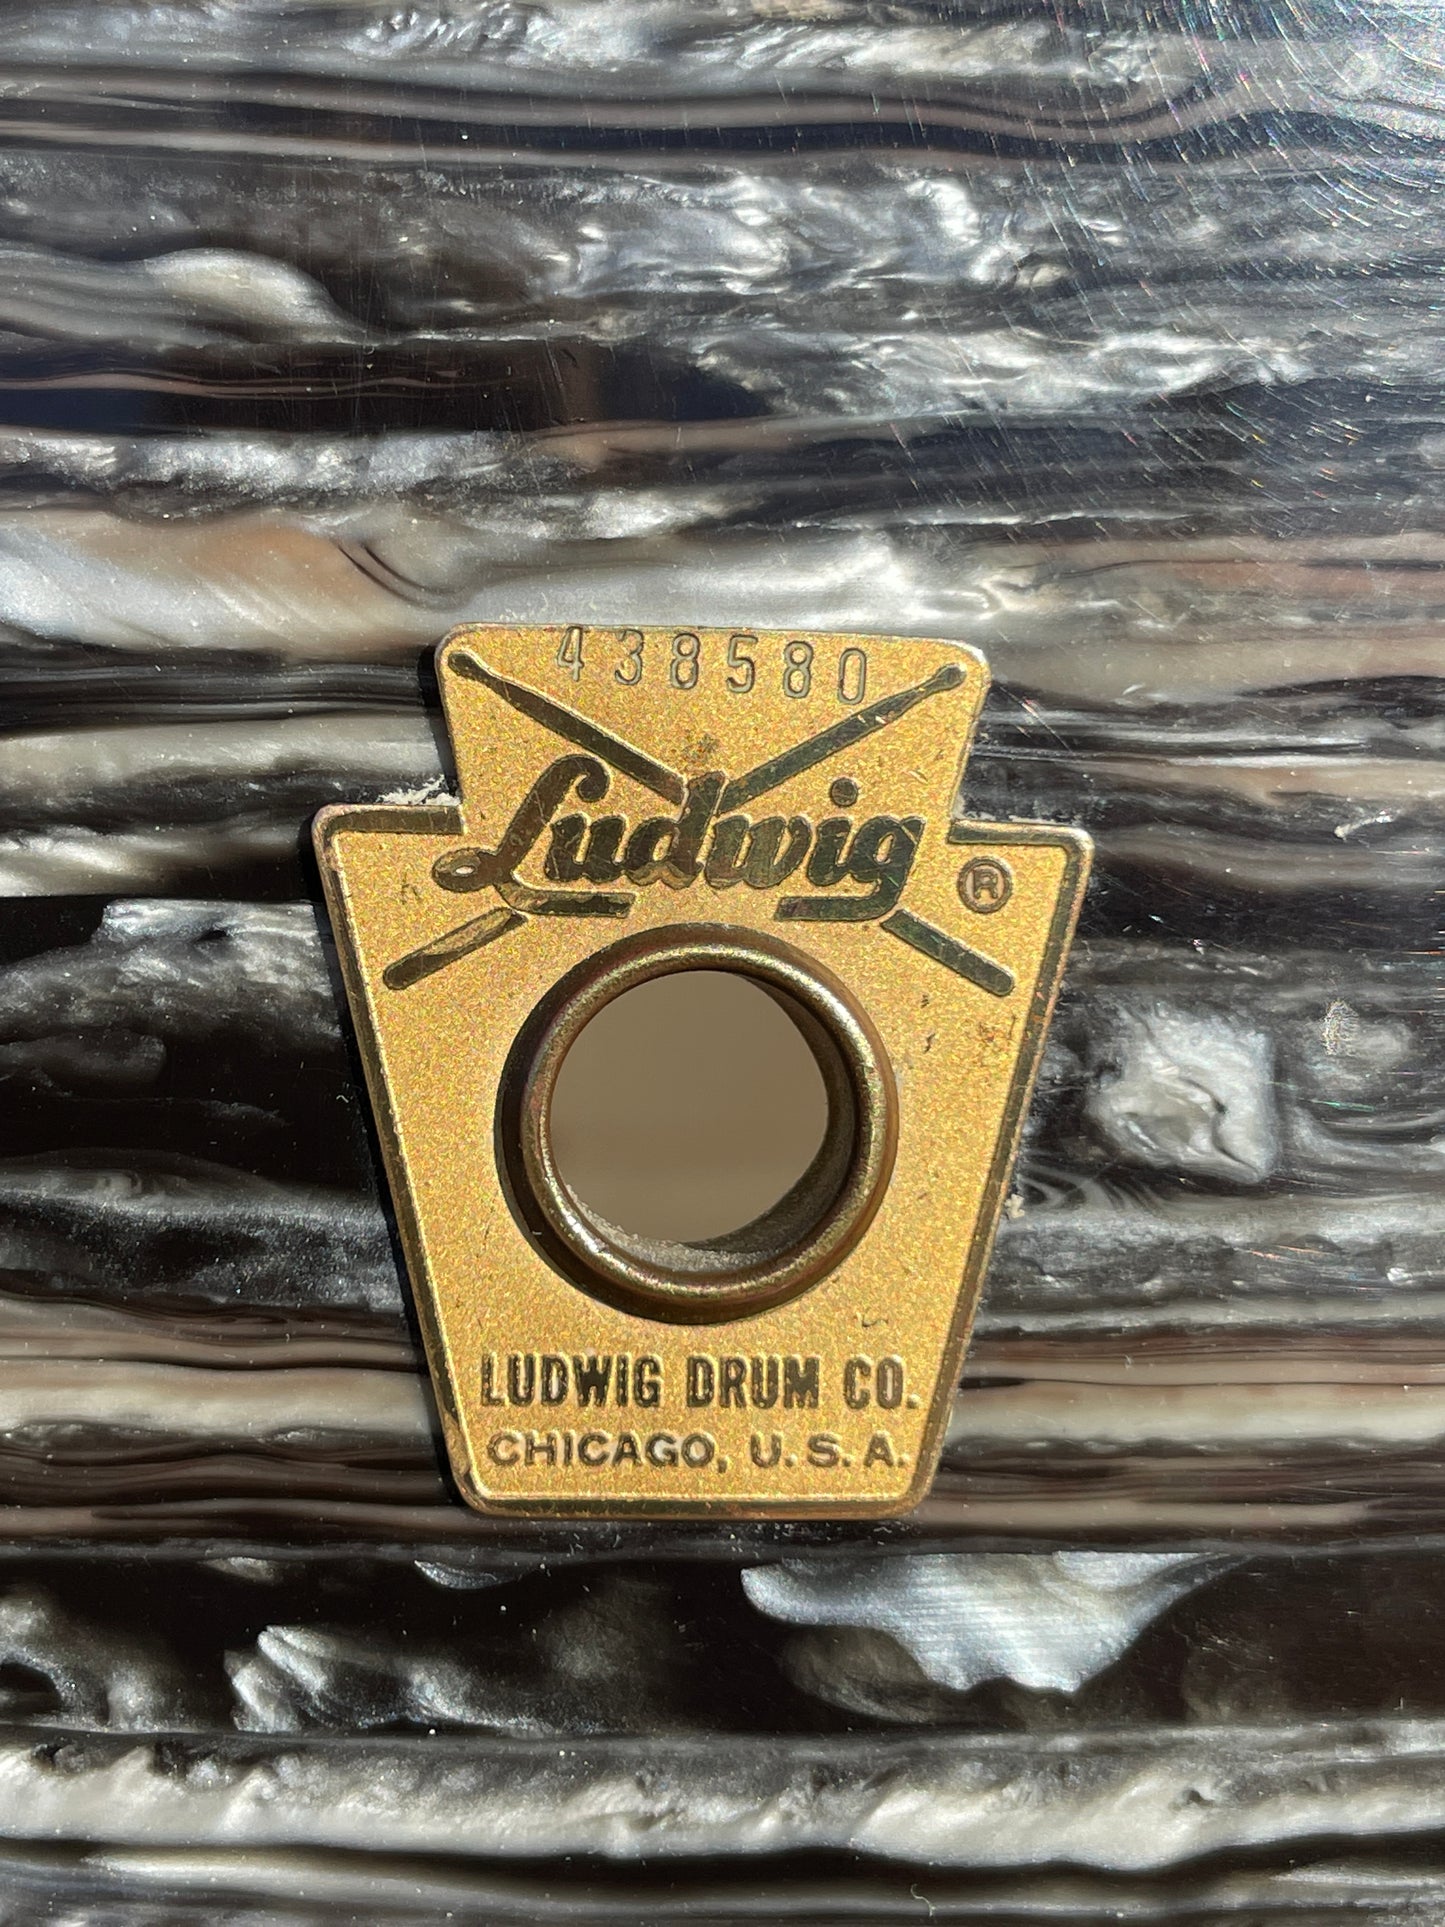 438580
Ludwig ®
LUDWIG DRUM CO.
CHICAGO, U.S.A.